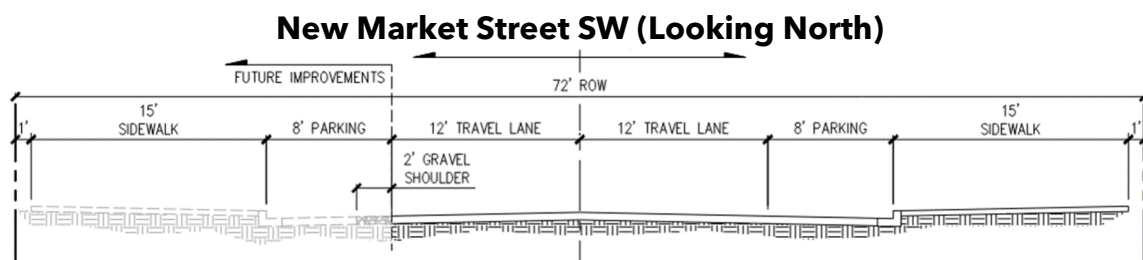 New Market Street SW (Looking North)
FUTURE IMPROVEMENTS
72' ROW
1'
15'
SIDEWALK
8' PARKING
12' TRAVEL LANE
12' TRAVEL LANE
8' PARKING
15'
SIDEWALK
1'
2' GRAVEL
SHOULDER